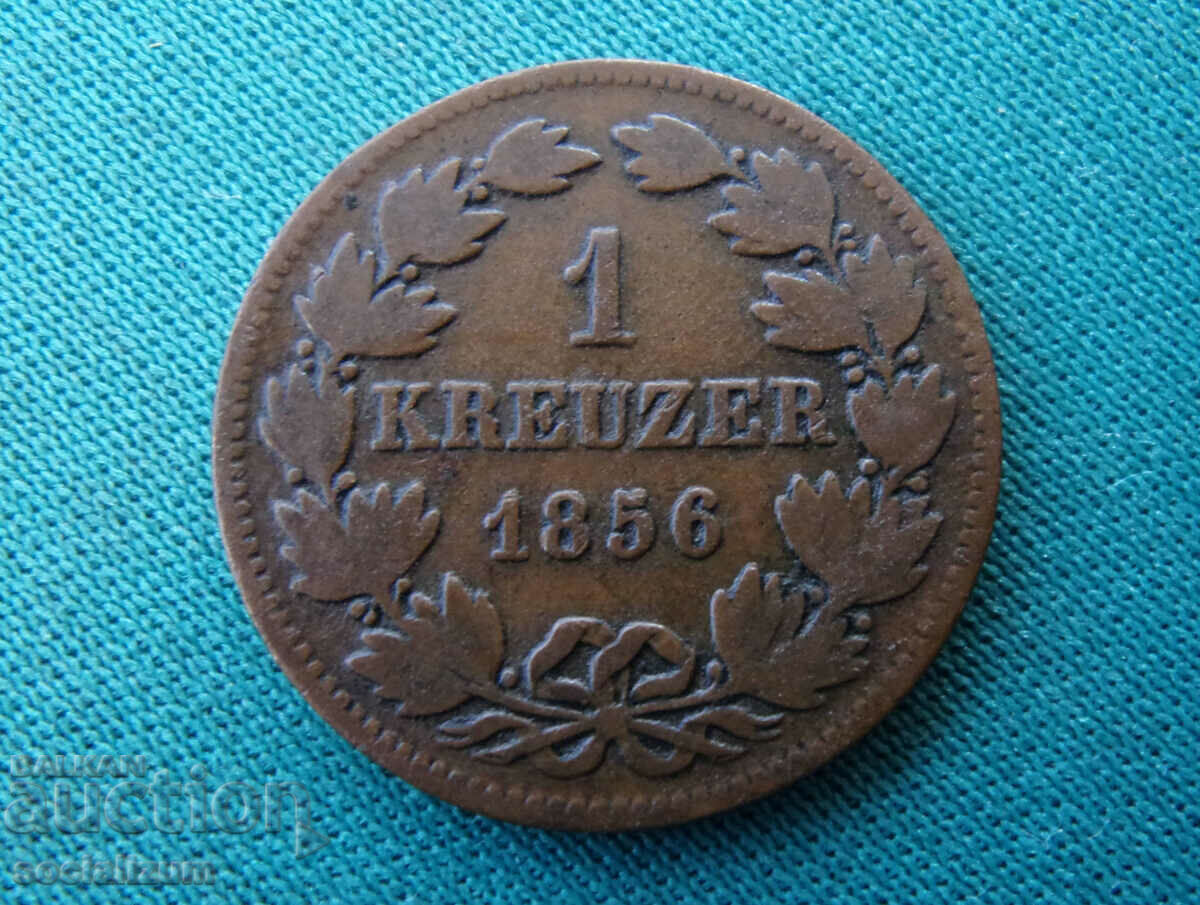 1
KREUZER
1856
BALKAN
auction
socializum